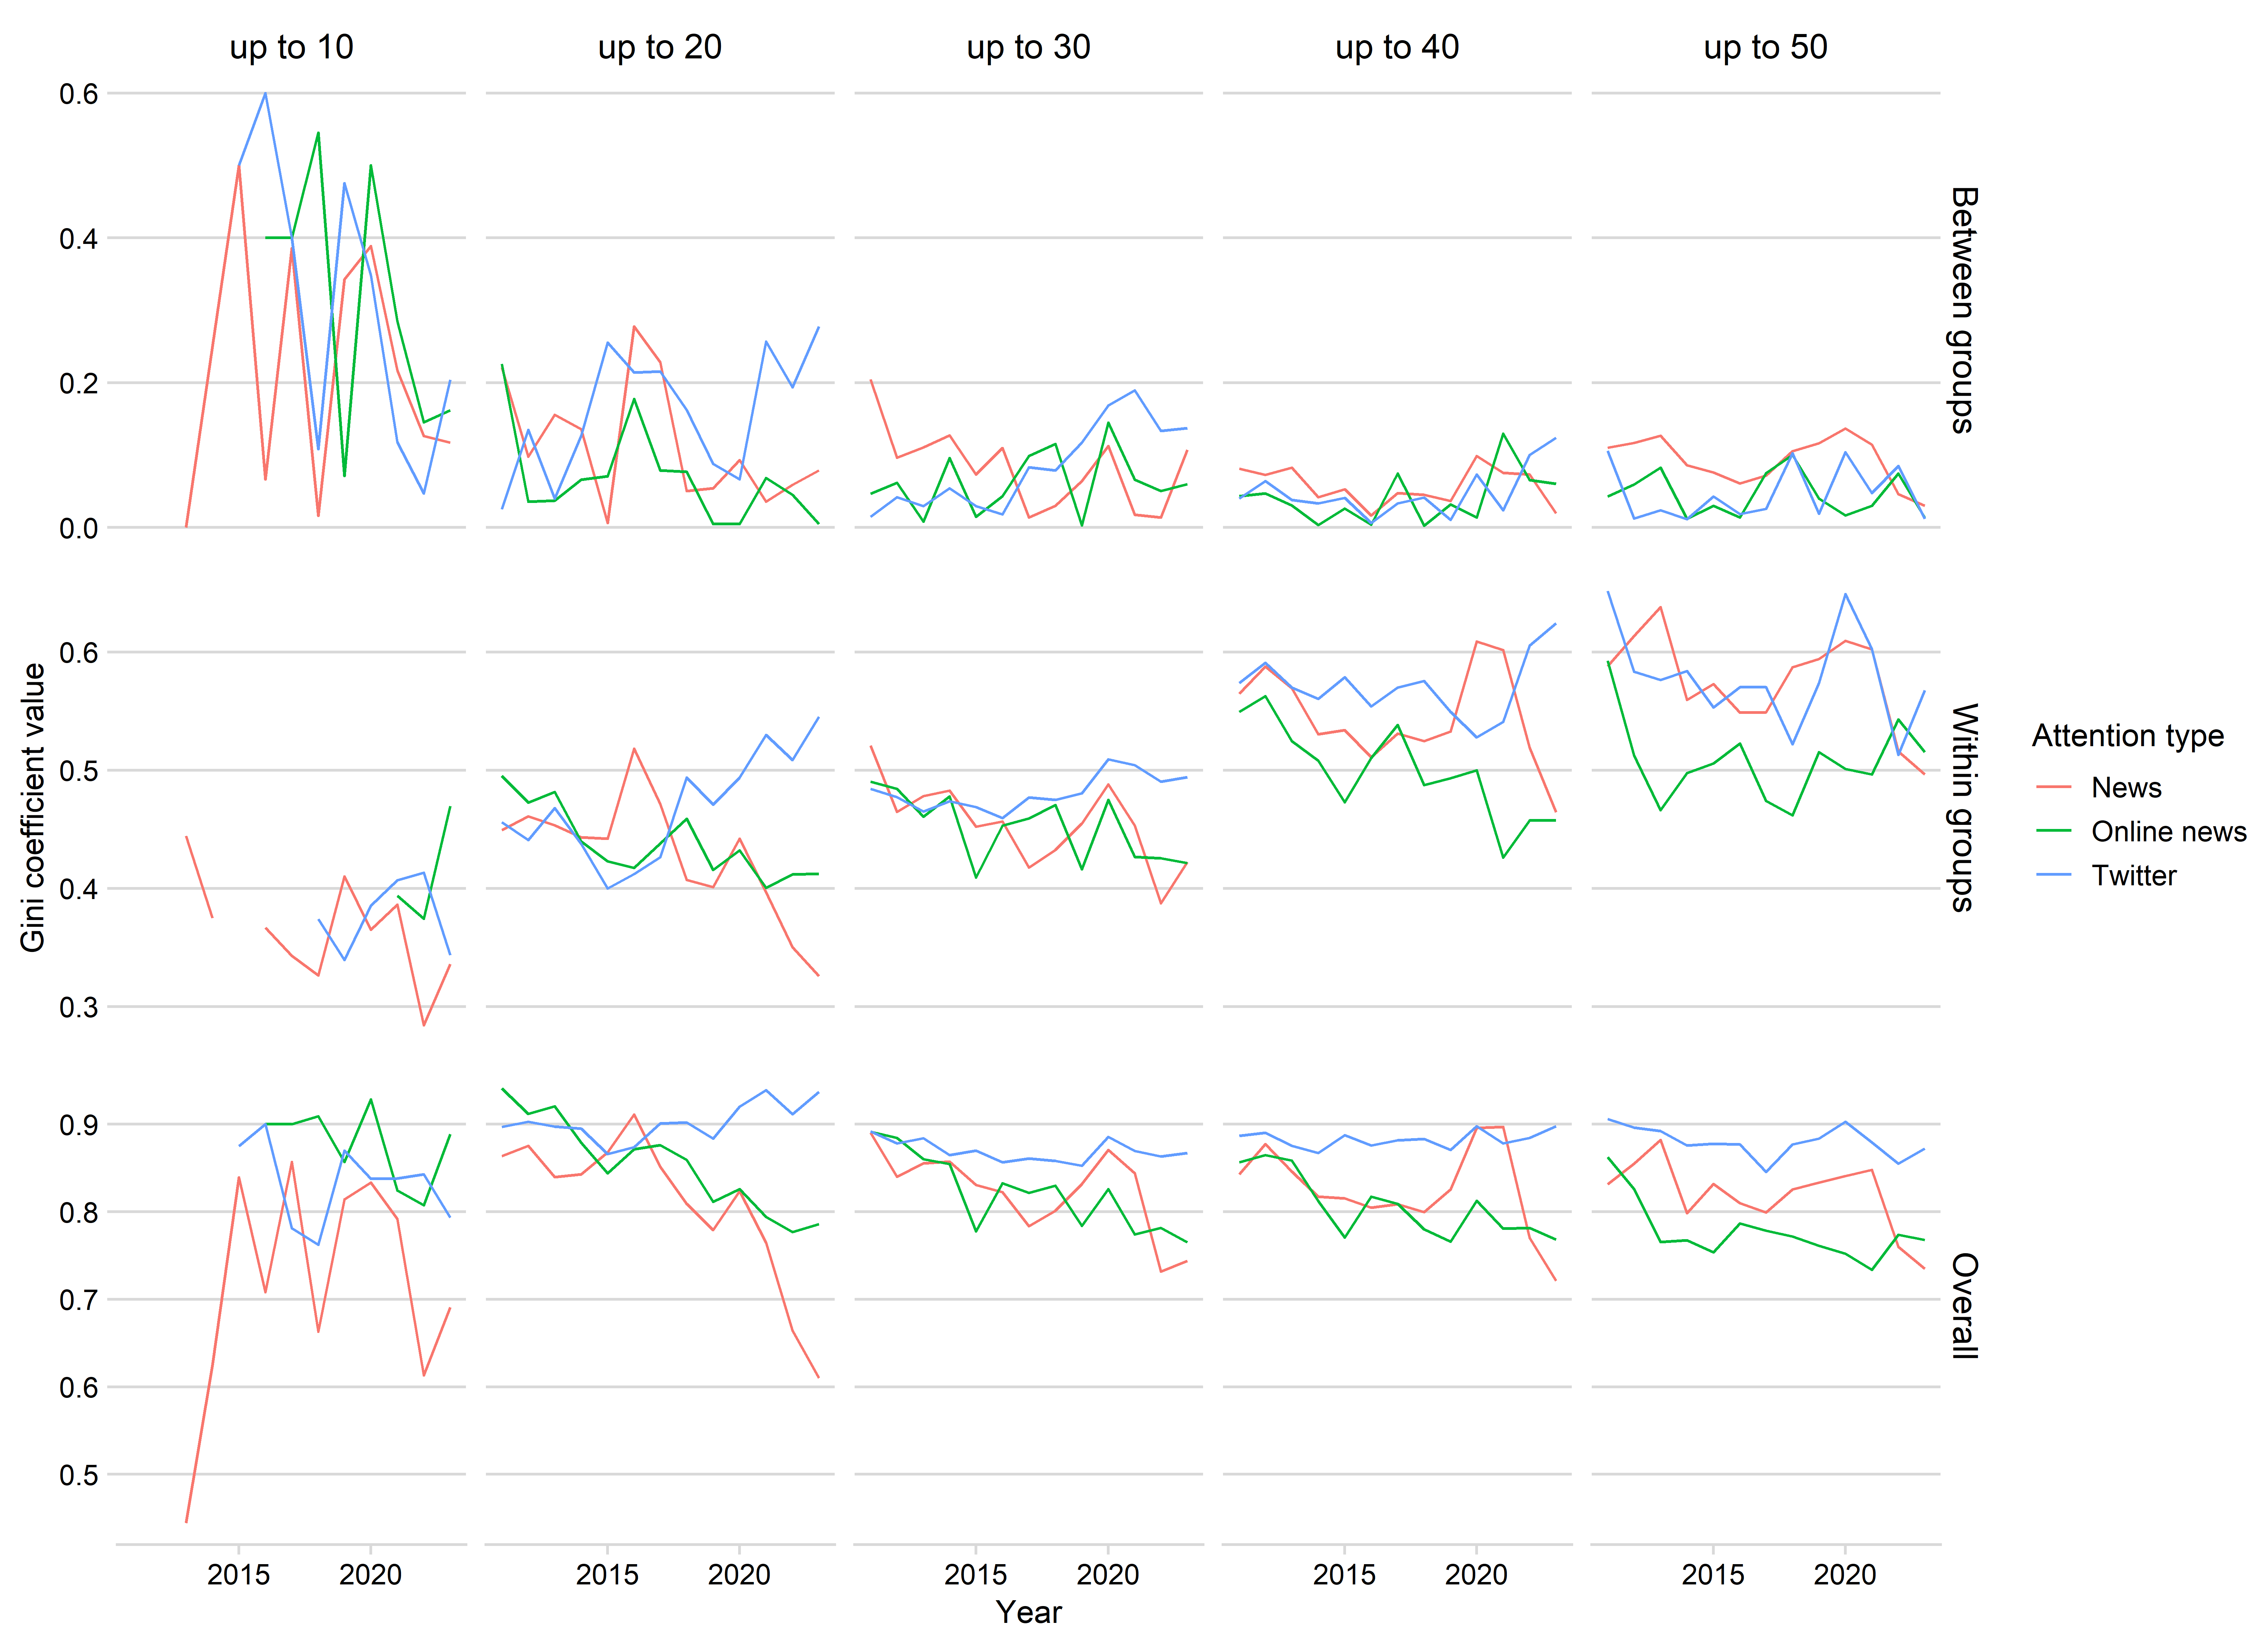 up to 10
up to 20
up to 30
up to 40
up to 50
0.6
0.4
0.2
0.0
Between groups
Gini coefficient value
0.6
0.5
0.4
0.3
Within groups
Attention type
News
Online news
Twitter
0.9
0.8
0.7
0.6
0.5
Overall
2015 2020
2015 2020
2015 2020
2015 2020
2015 2020
Year